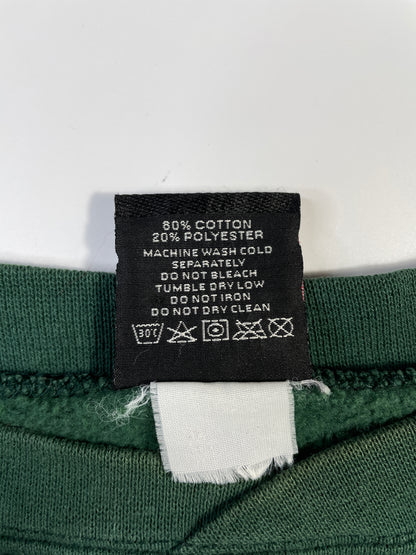 80% COTTON
20% POLYESTER
MACHINE WASH COLD
SEPARATELY
DO NOT BLEACH
TUMBLE DRY LOW
DO NOT IRON
DO NOT DRY CLEAN
30°C